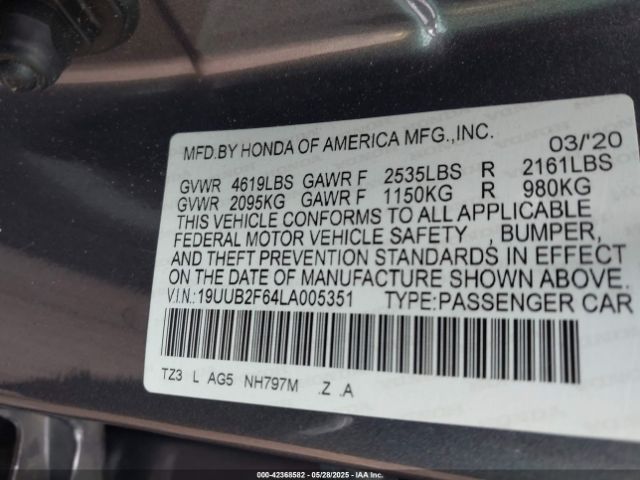 MFD.BY HONDA OF AMERICA MFG.,INC. 03/'20
GVWR 4619LBS GAWR F 2535LBS R 2161LBS
GVWR 2095KG GAWR F 1150KG R 980KG
THIS VEHICLE CONFORMS TO ALL APPLICABLE
FEDERAL MOTOR VEHICLE SAFETY , BUMPER,
AND THEFT PREVENTION STANDARDS IN EFFECT
ON THE DATE OF MANUFACTURE SHOWN ABOVE.
V.I.N.:19UUB2F64LA005351 TYPE:PASSENGER CAR
TZ3 L AG5 NH797M .Z .A
000-42368582 - 05/28/2025 - Copyright IAA, LLC